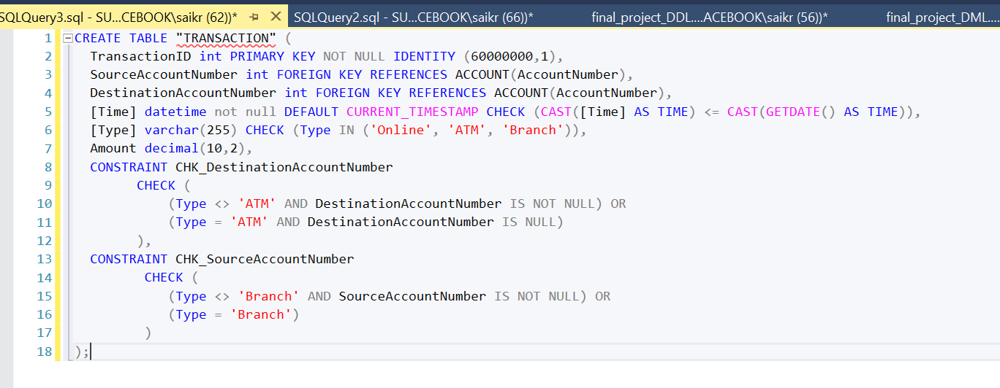 SQLQuery3.sql - SU...CEBOOK\saikr (62))* SQLQuery2.sql - SU...CEBOOK\saikr (66))* final_project_DDL....ACEBOOK\saikr (56))* final_project_DML....
1 CREATE TABLE "TRANSACTION" (
2 TransactionID int PRIMARY KEY NOT NULL IDENTITY (60000000,1),
3 SourceAccountNumber int FOREIGN KEY REFERENCES ACCOUNT(AccountNumber),
4 DestinationAccountNumber int FOREIGN KEY REFERENCES ACCOUNT(AccountNumber),
5 [Time] datetime not null DEFAULT CURRENT_TIMESTAMP CHECK (CAST([Time] AS TIME) <= CAST(GETDATE() AS TIME)),
6 [Type] varchar(255) CHECK (Type IN ('Online', 'ATM', 'Branch')),
7 Amount decimal(10,2),
8 CONSTRAINT CHK_DestinationAccountNumber
9 CHECK (
10 (Type <> 'ATM' AND DestinationAccountNumber IS NOT NULL) OR
11 (Type = 'ATM' AND DestinationAccountNumber IS NULL)
12 ),
13 CONSTRAINT CHK_SourceAccountNumber
14 CHECK (
15 (Type <> 'Branch' AND SourceAccountNumber IS NOT NULL) OR
16 (Type = 'Branch')
17 )
18 );